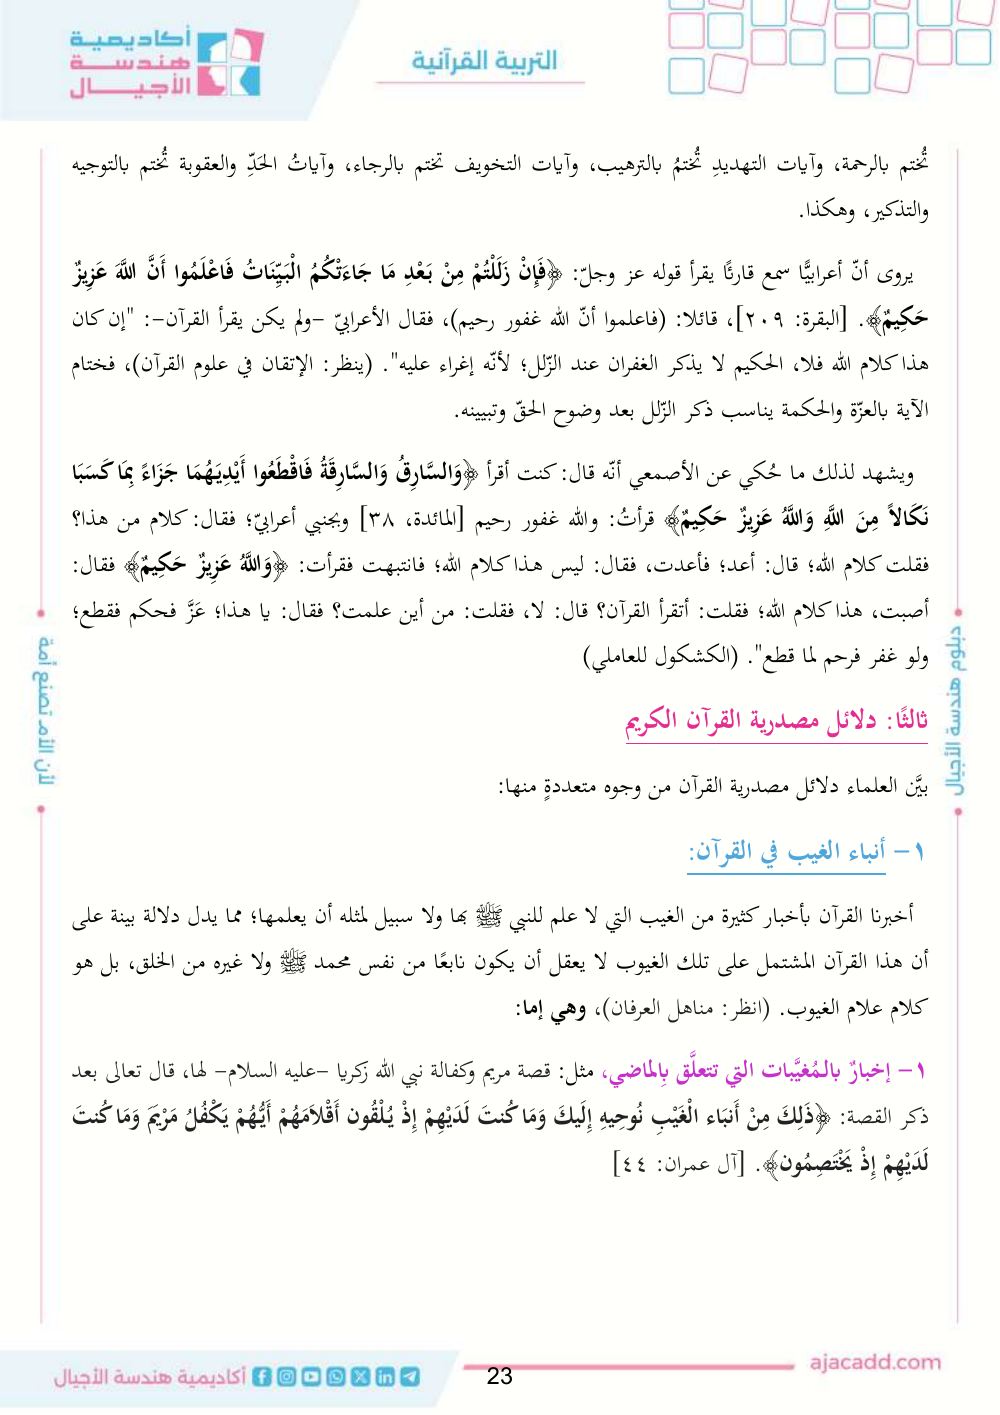 أكاديمية
هندسة
الأجيال
التربية القرآنية
تُختم بالرحمة، وآيات التهديدِ تُختمُ بالترهيب، وآيات التخويف تختم بالرجاء، وآياتُ الحَدِّ والعقوبة تُختم بالتوجيه
والتذكير، وهكذا.
يروى أنّ أعرابيًّا سمع قارئًا يقرأ قوله عز وجلّ: ﴿فَإِنْ زَلَلْتُمْ مِنْ بَعْدِ مَا جَاءَتْكُمُ الْبَيِّنَاتُ فَاعْلَمُوا أَنَّ اللَّهَ عَزِيزٌ
حَكِيمٌ﴾. [البقرة: ٢٠٩]، قائلا: (فاعلموا أنّ الله غفور رحيم)، فقال الأعرابيّ -ولم يكن يقرأ القرآن-: "إن كان
هذا كلام الله فلا، الحكيم لا يذكر الغفران عند الزّلل؛ لأنّه إغراء عليه". (ينظر: الإتقان في علوم القرآن)، فختام
الآية بالعزّة والحكمة يناسب ذكر الزّلل بعد وضوح الحقّ وتبيينه.
ويشهد لذلك ما حُكي عن الأصمعي أنّه قال: كنت أقرأ ﴿وَالسَّارِقُ وَالسَّارِقَةُ فَاقْطَعُوا أَيْدِيَهُمَا جَزَاءً بِمَا كَسَبَا
نَكَالاً مِنَ اللَّهِ وَاللَّهُ عَزِيزٌ حَكِيمٌ﴾ قرأتُ: والله غفور رحيم [المائدة، ٣٨] وبجنبي أعرابيّ؛ فقال: كلام من هذا؟
فقلت كلام الله؛ قال: أعد؛ فأعدت، فقال: ليس هذا كلام الله؛ فانتبهت فقرأت: ﴿وَاللَّهُ عَزِيزٌ حَكِيمٌ﴾ فقال:
أصبت، هذا كلام الله؛ فقلت: أتقرأ القرآن؟ قال: لا، فقلت: من أين علمت؟ فقال: يا هذا؛ عَزَّ فحكم فقطع؛
ولو غفر فرحم لما قطع". (الكشكول للعاملي)
ثالثًا: دلائل مصدرية القرآن الكريم
بيَّن العلماء دلائل مصدرية القرآن من وجوه متعددةٍ منها:
١- أنباء الغيب في القرآن:
أخبرنا القرآن بأخبار كثيرة من الغيب التي لا علم للنبي ﷺ بها ولا سبيل لمثله أن يعلمها؛ مما يدل دلالة بينة على
أن هذا القرآن المشتمل على تلك الغيوب لا يعقل أن يكون نابعًا من نفس محمد ﷺ ولا غيره من الخلق، بل هو
كلام علام الغيوب. (انظر: مناهل العرفان)، وهي إما:
١- إخبارٌ بالـمُغيَّبات التي تتعلَّق بِالماضي، مثل: قصة مريم وكفالة نبي الله زكريا -عليه السلام- لها، قال تعالى بعد
ذكر القصة: ﴿ذَلِكَ مِنْ أَنبَاء الْغَيْبِ نُوحِيهِ إِلَيكَ وَمَا كُنتَ لَدَيْهِمْ إِذْ يُلْقُون أَقْلاَمَهُمْ أَيُّهُمْ يَكْفُلُ مَرْيَمَ وَمَا كُنتَ
لَدَيْهِمْ إِذْ يَخْتَصِمُون﴾. [آل عمران: ٤٤]
دبلوم هندسة الأجيال
لأن الأمـ تصنع أمة
ajacadd.com
23
أكاديمية هندسة الأجيال